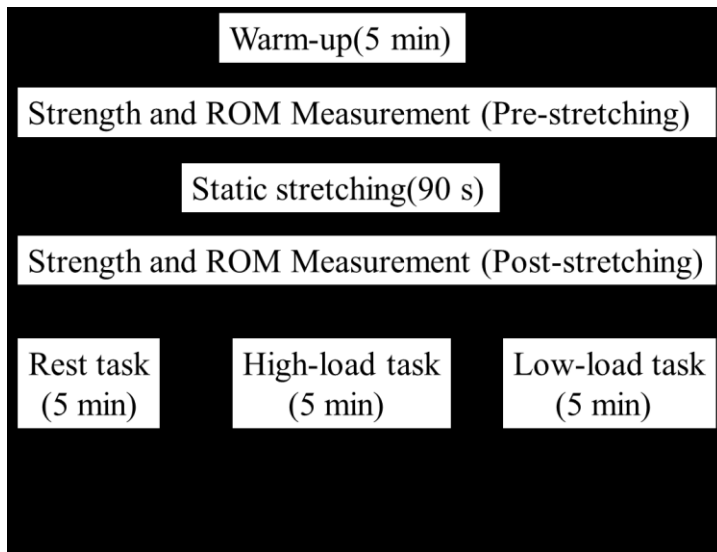 Warm-up(5 min)
Strength and ROM Measurement (Pre-stretching)
Static stretching(90 s)
Strength and ROM Measurement (Post-stretching)
Rest task High-load task Low-load task
(5 min) (5 min) (5 min)